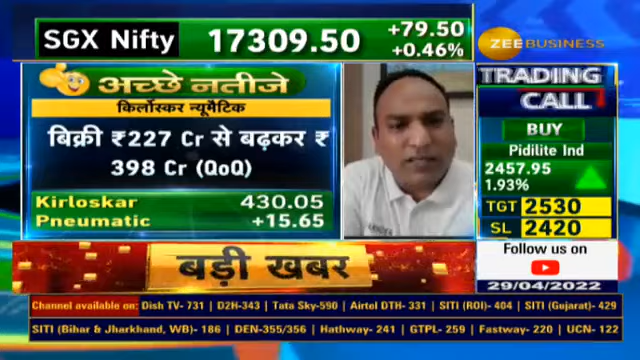 SGX Nifty 17309.50 +79.50 +0.46%
ZEE BUSINESS
अच्छे नतीजे
किर्लोस्कर न्यूमैटिक
बिक्री ₹227 Cr से बढ़कर ₹
398 Cr (QoQ)
Kirloskar Pneumatic 430.05 +15.65
TRADING
CALL
BUY
Pidilite Ind
2457.95
1.93%
TGT 2530
SL 2420
Follow us on
29/04/2022
बड़ी खबर
Channel available on: Dish TV- 731 | D2H-343 | Tata Sky-590 | Airtel DTH- 331 | SITI (ROI)- 404 | SITI (Gujarat)- 429
SITI (Bihar & Jharkhand, WB)- 186 | DEN-355/356 | Hathway- 241 | GTPL- 259 | Fastway- 220 | UCN- 122